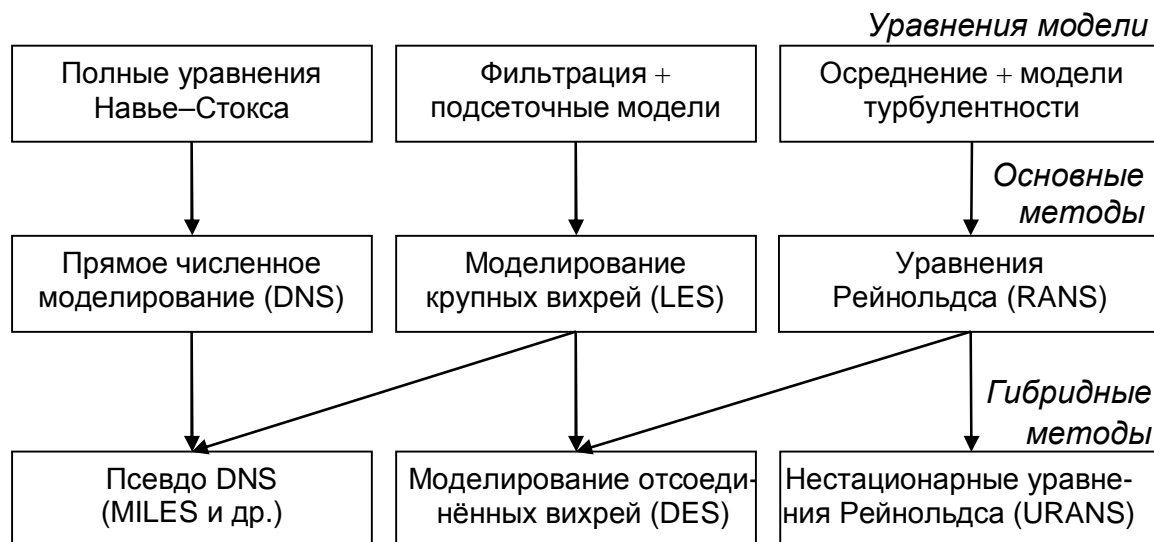 Уравнения модели
Полные уравнения
Навье–Стокса
Фильтрация +
подсеточные модели
Осреднение + модели
турбулентности
Основные
методы
Прямое численное
моделирование (DNS)
Моделирование
крупных вихрей (LES)
Уравнения
Рейнольдса (RANS)
Гибридные
методы
Псевдо DNS
(MILES и др.)
Моделирование отсоеди-
нённых вихрей (DES)
Нестационарные уравне-
ния Рейнольдса (URANS)